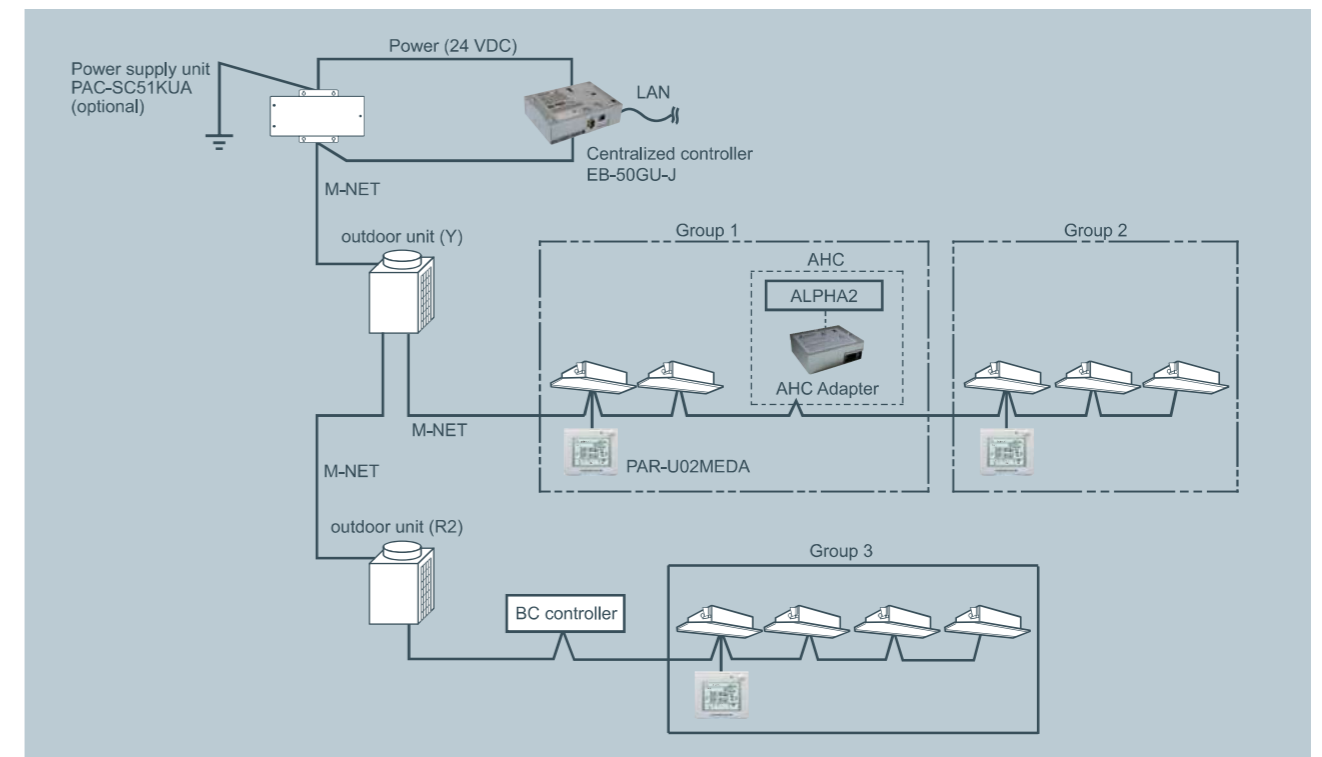 Power (24 VDC)
Power supply unit
PAC-SC51KUA
(optional)
LAN
Centralized controller
EB-50GU-J
M-NET
outdoor unit (Y)
Group 1
Group 2
AHC
ALPHA2
AHC Adapter
M-NET
PAR-U02MEDA
M-NET
outdoor unit (R2)
Group 3
BC controller